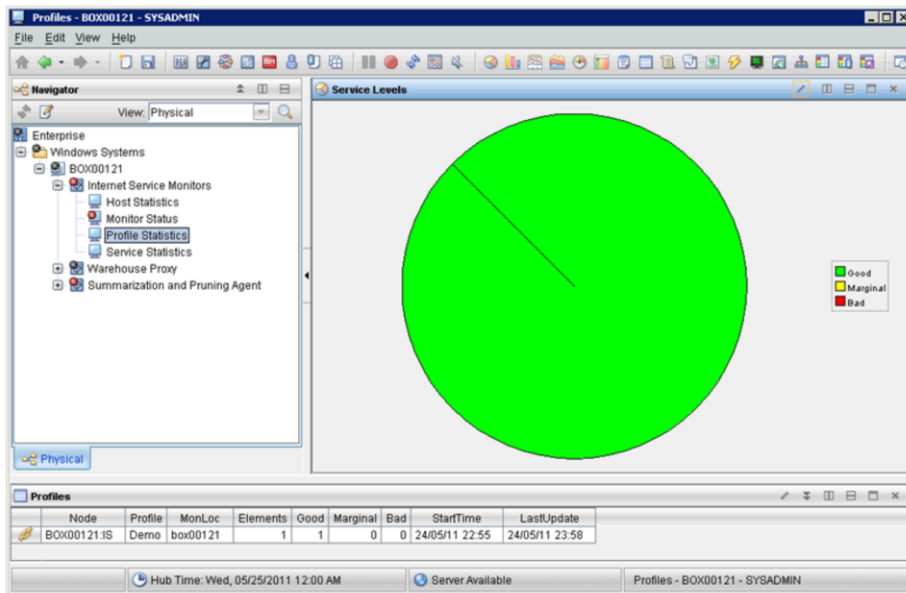 Profiles - BOX00121 - SYSADMIN
File Edit View Help
Navigator
View: Physical
Enterprise
Windows Systems
BOX00121
Internet Service Monitors
Host Statistics
Monitor Status
Profile Statistics
Service Statistics
Warehouse Proxy
Summarization and Pruning Agent
Physical
Service Levels
Good
Marginal
Bad
Profiles
Node Profile MonLoc Elements Good Marginal Bad StartTime LastUpdate
BOX00121:IS Demo box00121 1 1 0 0 24/05/11 22:55 24/05/11 23:58
Hub Time: Wed, 05/25/2011 12:00 AM Server Available Profiles - BOX00121 - SYSADMIN